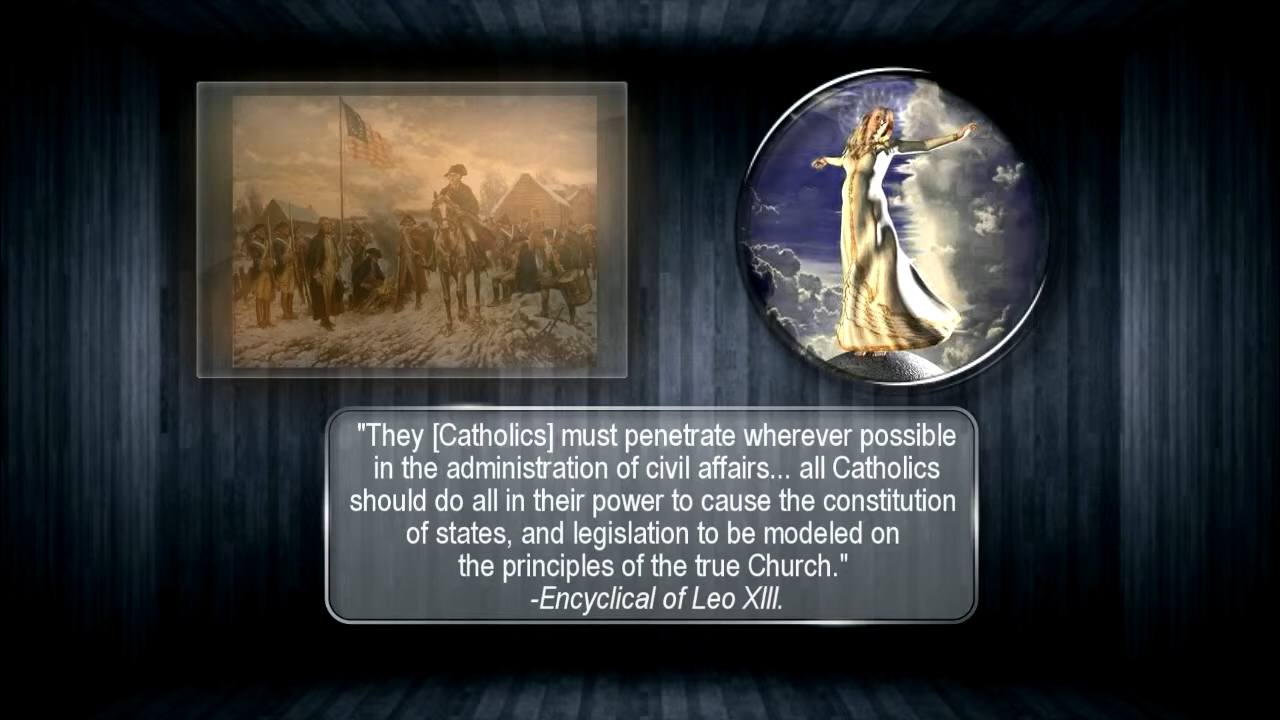 "They [Catholics] must penetrate wherever possible
in the administration of civil affairs... all Catholics
should do all in their power to cause the constitution
of states, and legislation to be modeled on
the principles of the true Church."
-Encyclical of Leo XIII.